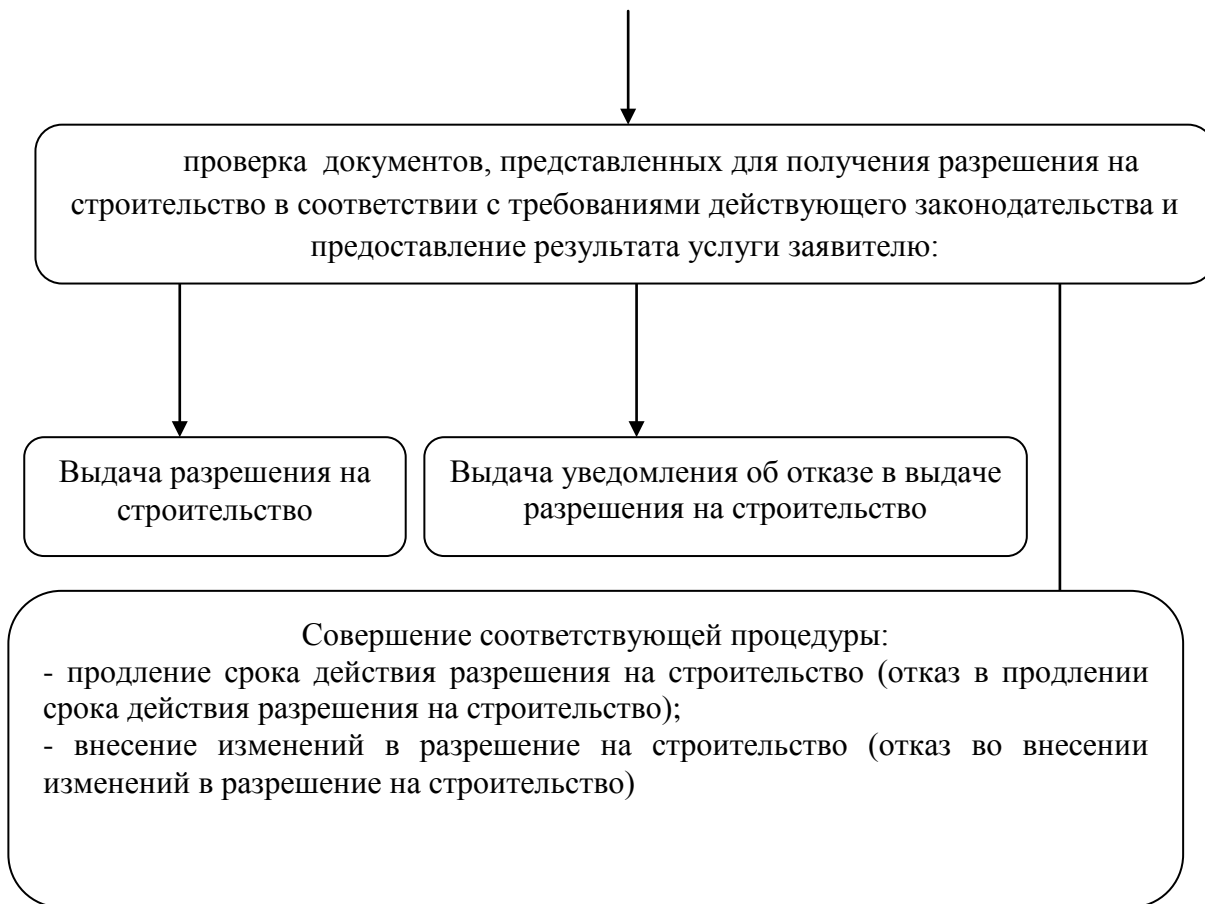 проверка документов, представленных для получения разрешения на
строительство в соответствии с требованиями действующего законодательства и
предоставление результата услуги заявителю:
Выдача разрешения на
строительство
Выдача уведомления об отказе в выдаче
разрешения на строительство
Совершение соответствующей процедуры:
- продление срока действия разрешения на строительство (отказ в продлении
срока действия разрешения на строительство);
- внесение изменений в разрешение на строительство (отказ во внесении
изменений в разрешение на строительство)